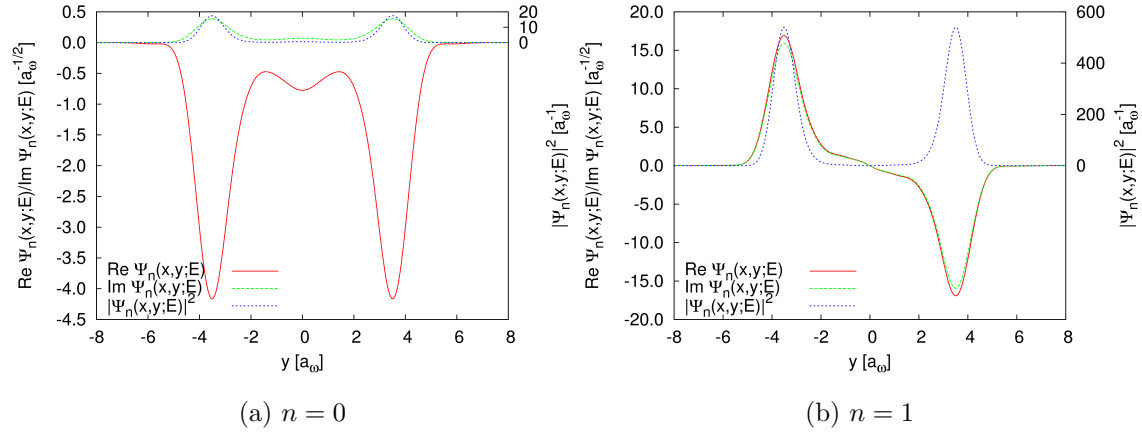 Re Ψn(x,y;E)/Im Ψn(x,y;E) [aω^-1/2]
0.5
0.0
-0.5
-1.0
-1.5
-2.0
-2.5
-3.0
-3.5
-4.0
-4.5
20
10
0
|Ψn(x,y;E)|^2 [aω^-1]
Re Ψn(x,y;E)
Im Ψn(x,y;E)
|Ψn(x,y;E)|^2
-8 -6 -4 -2 0 2 4 6 8
y [aω]
(a) n = 0
Re Ψn(x,y;E)/Im Ψn(x,y;E) [aω^-1/2]
20.0
15.0
10.0
5.0
0.0
-5.0
-10.0
-15.0
-20.0
600
400
200
0
|Ψn(x,y;E)|^2 [aω^-1]
Re Ψn(x,y;E)
Im Ψn(x,y;E)
|Ψn(x,y;E)|^2
-8 -6 -4 -2 0 2 4 6 8
y [aω]
(b) n = 1